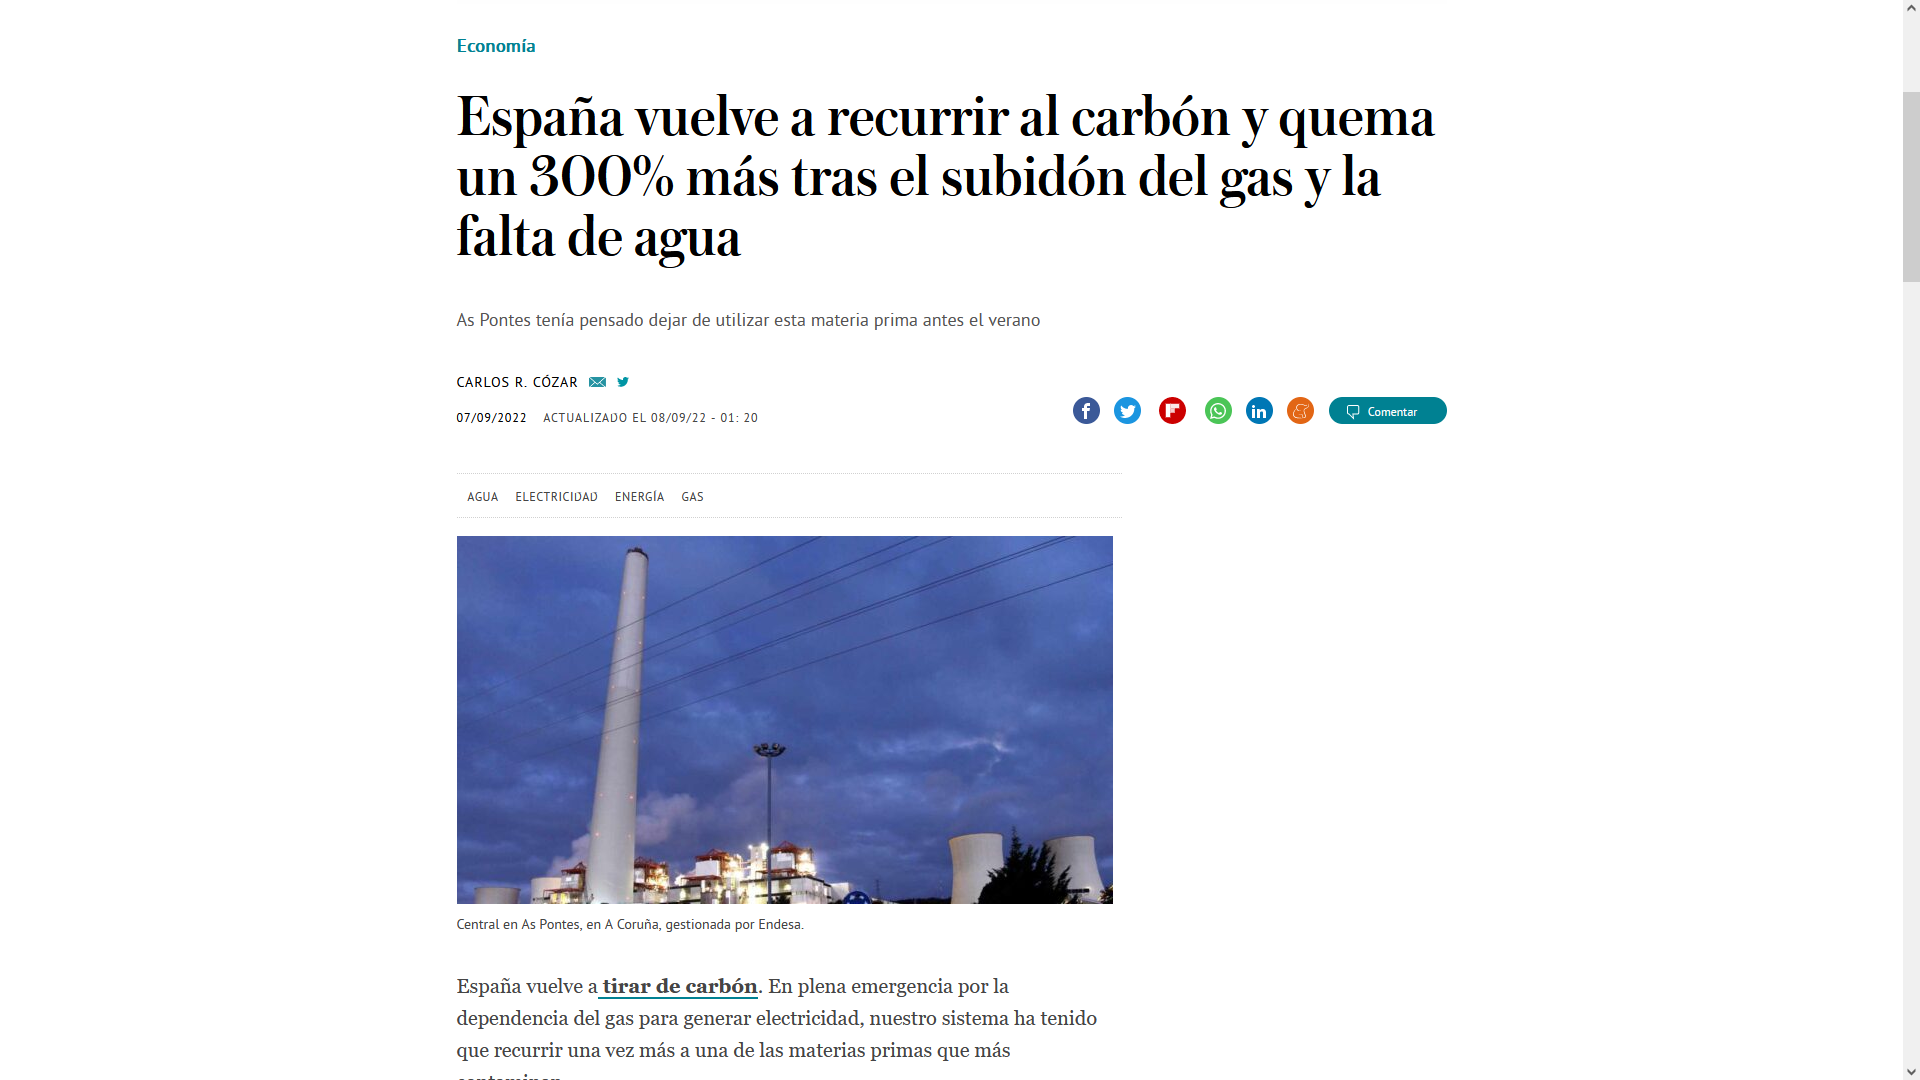 Economía
España vuelve a recurrir al carbón y quema
un 300% más tras el subidón del gas y la
falta de agua
As Pontes tenía pensado dejar de utilizar esta materia prima antes el verano
CARLOS R. CÓZAR
07/09/2022 ACTUALIZADO EL 08/09/22 - 01: 20
Comentar
AGUA ELECTRICIDAD ENERGÍA GAS
Central en As Pontes, en A Coruña, gestionada por Endesa.
España vuelve a tirar de carbón. En plena emergencia por la
dependencia del gas para generar electricidad, nuestro sistema ha tenido
que recurrir una vez más a una de las materias primas que más